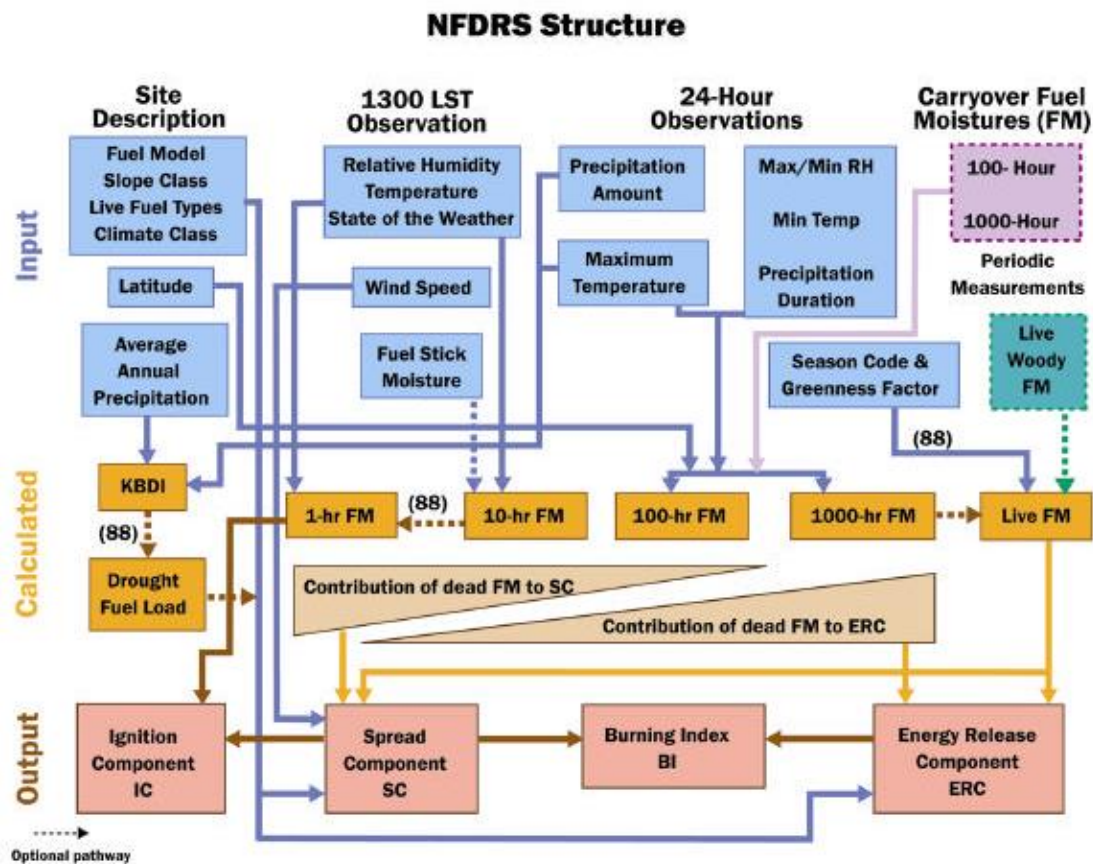 NFDRS Structure
Site
Description
1300 LST
Observation
24-Hour
Observations
Carryover Fuel
Moistures (FM)
Input
Fuel Model
Slope Class
Live Fuel Types
Climate Class
Relative Humidity
Temperature
State of the Weather
Precipitation
Amount
Max/Min RH
Min Temp
Precipitation
Duration
100- Hour
1000-Hour
Latitude
Wind Speed
Maximum
Temperature
Periodic
Measurements
Average
Annual
Precipitation
Fuel Stick
Moisture
Season Code &
Greenness Factor
Live
Woody
FM
(88)
Calculated
KBDI
1-hr FM
(88)
10-hr FM
100-hr FM
1000-hr FM
Live FM
(88)
Drought
Fuel Load
Contribution of dead FM to SC
Contribution of dead FM to ERC
Output
Ignition
Component
IC
Spread
Component
SC
Burning Index
BI
Energy Release
Component
ERC
Optional pathway